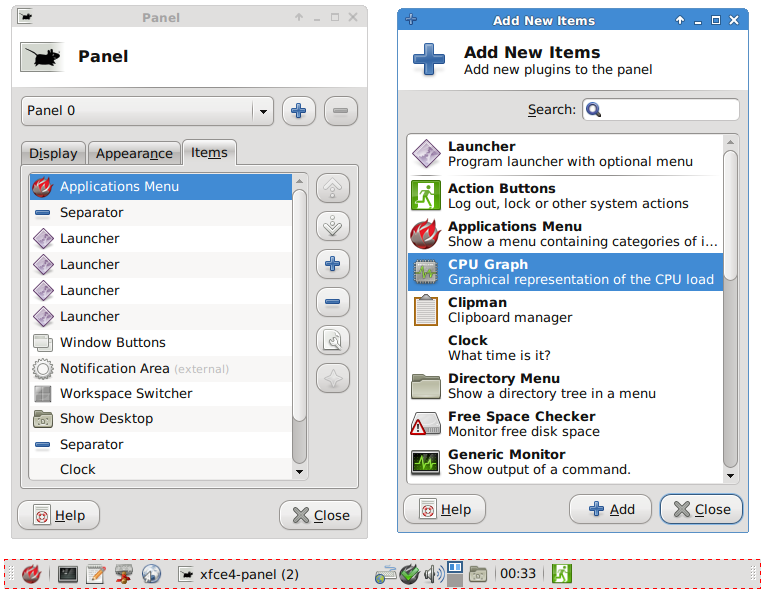 Panel
Panel
Panel 0
Display
Appearance
Items
Applications Menu
Separator
Launcher
Launcher
Launcher
Launcher
Window Buttons
Notification Area (external)
Workspace Switcher
Show Desktop
Separator
Clock
Help
Close
Add New Items
Add New Items
Add new plugins to the panel
Search:
Launcher
Program launcher with optional menu
Action Buttons
Log out, lock or other system actions
Applications Menu
Show a menu containing categories of i...
CPU Graph
Graphical representation of the CPU load
Clipman
Clipboard manager
Clock
What time is it?
Directory Menu
Show a directory tree in a menu
Free Space Checker
Monitor free disk space
Generic Monitor
Show output of a command.
Help
Add
Close
xfce4-panel (2)
00:33